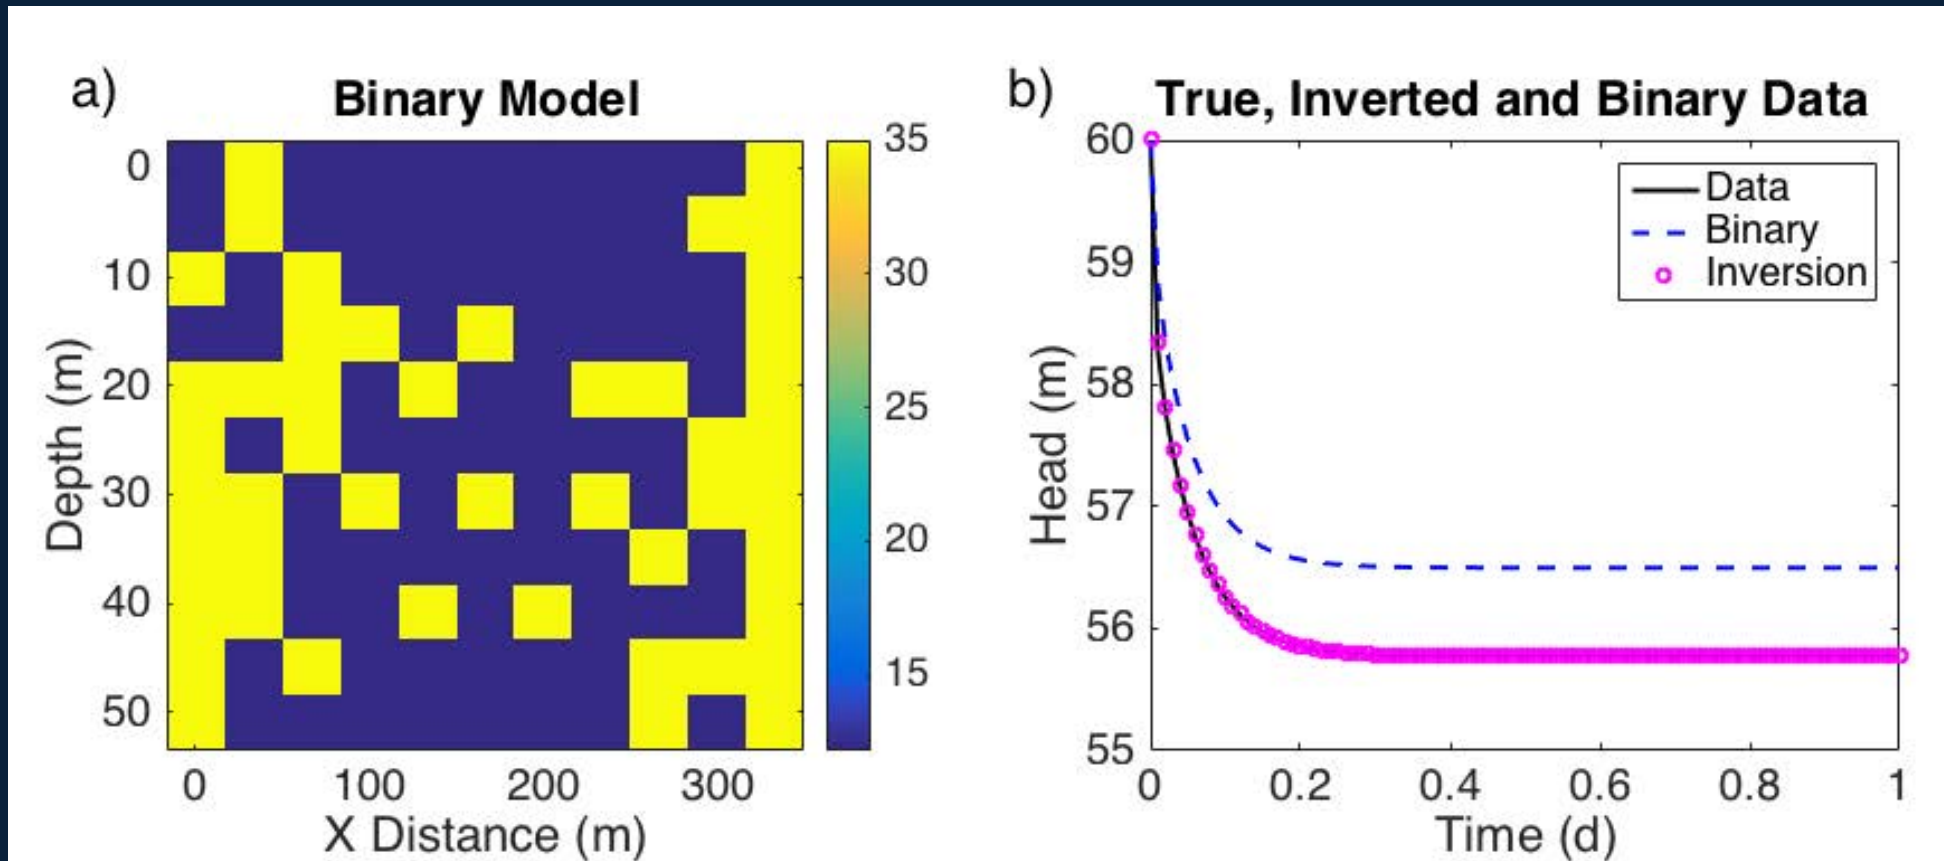 a)
Binary Model
0
10
20
30
40
50
Depth (m)
0 100 200 300
X Distance (m)
35
30
25
20
15
b)
True, Inverted and Binary Data
60
59
58
57
56
55
Head (m)
0 0.2 0.4 0.6 0.8 1
Time (d)
Data
Binary
Inversion